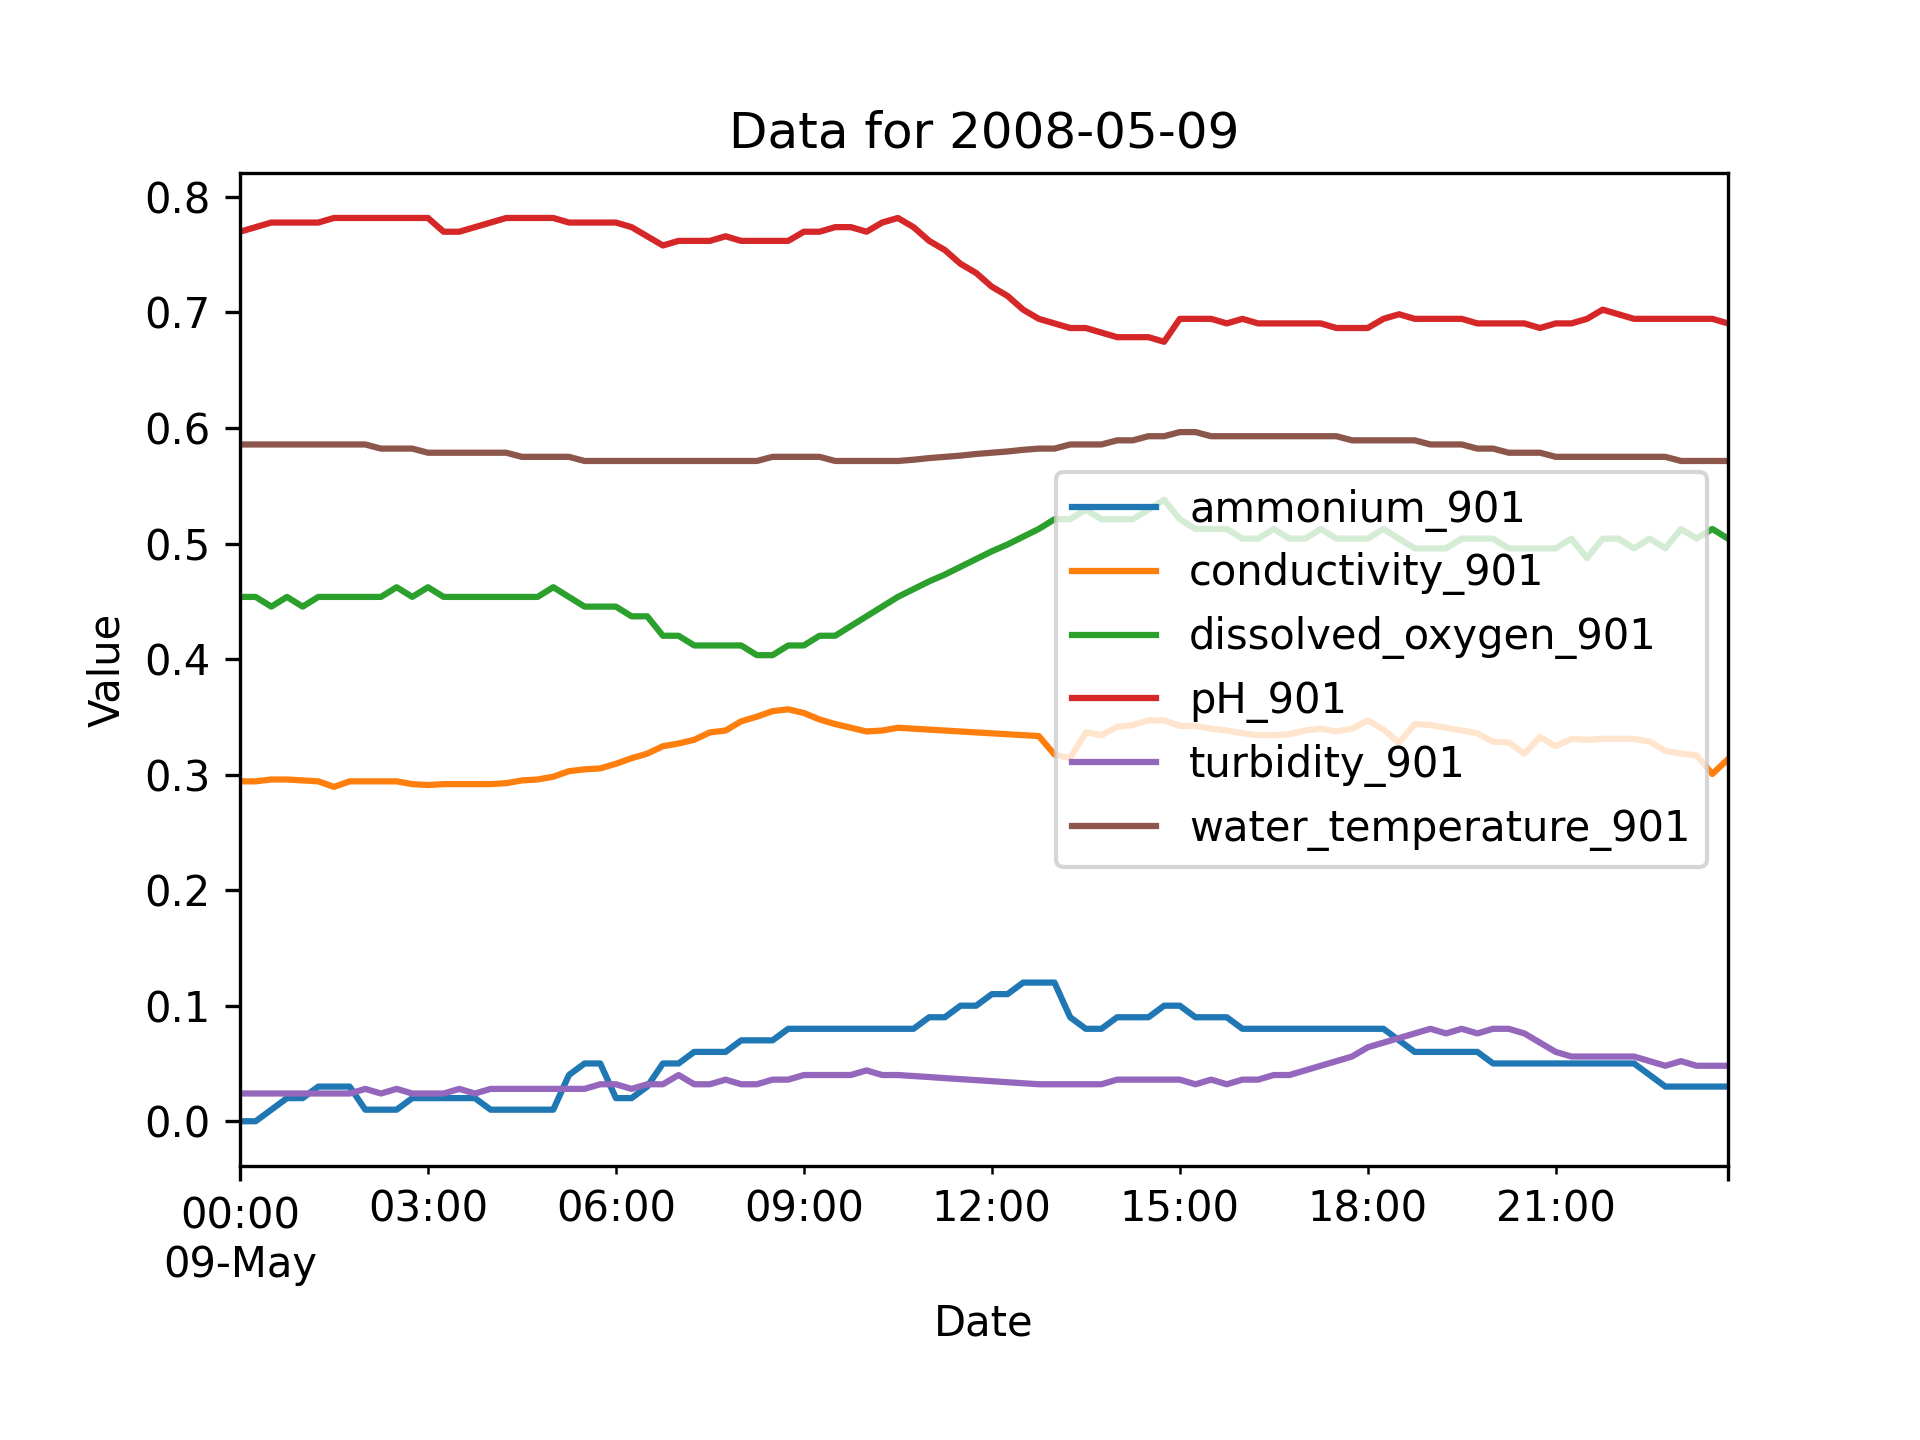 Data for 2008-05-09
0.8
0.7
0.6
0.5
0.4
0.3
0.2
0.1
0.0
Value
ammonium_901
conductivity_901
dissolved_oxygen_901
pH_901
turbidity_901
water_temperature_901
00:00 03:00 06:00 09:00 12:00 15:00 18:00 21:00
09-May
Date